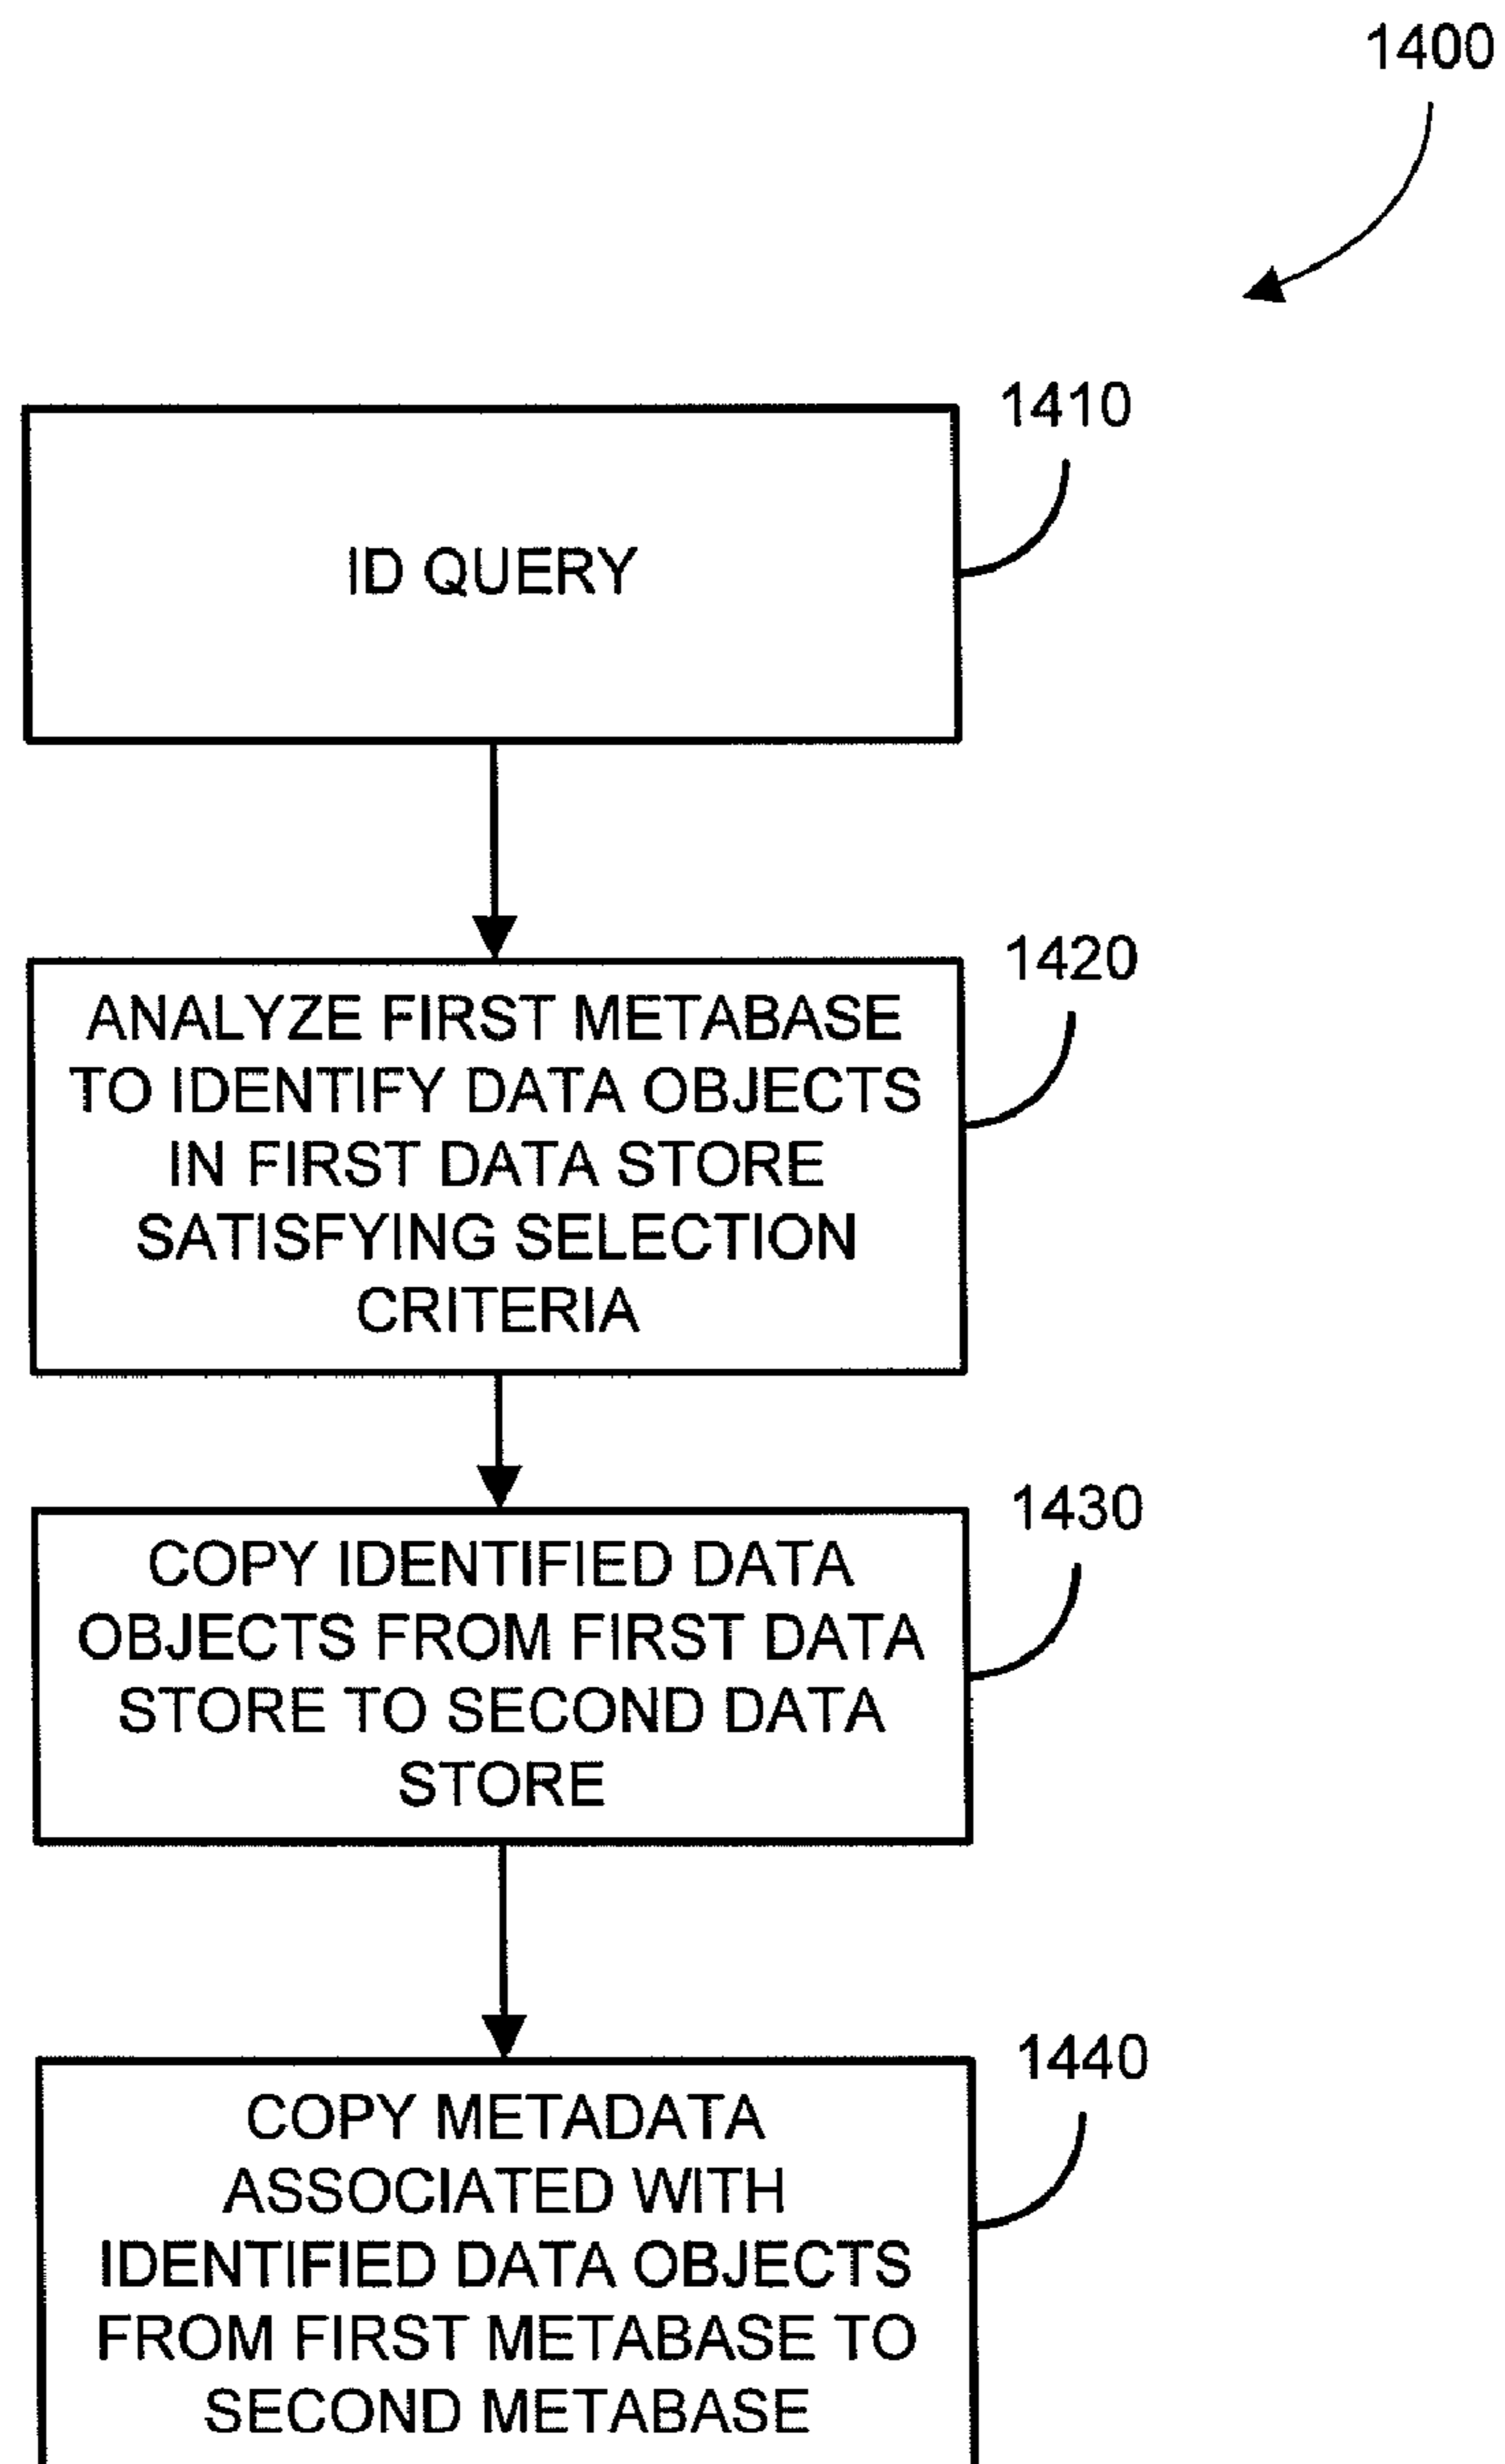 1400
1410
ID QUERY
1420
ANALYZE FIRST METABASE
TO IDENTIFY DATA OBJECTS
IN FIRST DATA STORE
SATISFYING SELECTION
CRITERIA
1430
COPY IDENTIFIED DATA
OBJECTS FROM FIRST DATA
STORE TO SECOND DATA
STORE
1440
COPY METADATA
ASSOCIATED WITH
IDENTIFIED DATA OBJECTS
FROM FIRST METABASE TO
SECOND METABASE